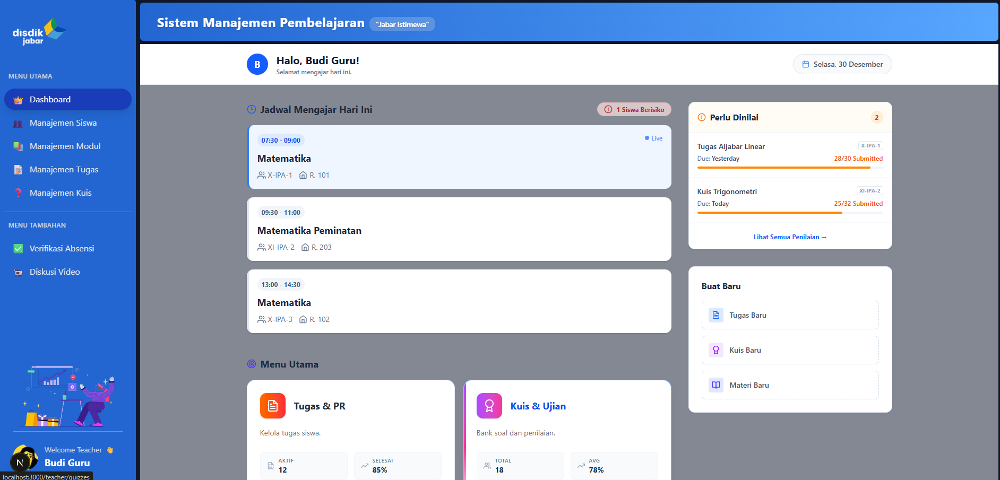 disdik
jabar
MENU UTAMA
Dashboard
Manajemen Siswa
Manajemen Modul
Manajemen Tugas
Manajemen Kuis
MENU TAMBAHAN
Verifikasi Absensi
Diskusi Video
Welcome Teacher 👋
Budi Guru
N
localhost:3000/teacher/quizzes
Sistem Manajemen Pembelajaran "Jabar Istimewa"
B
Halo, Budi Guru!
Selamat mengajar hari ini.
Selasa, 30 Desember
Jadwal Mengajar Hari Ini
1 Siswa Berisiko
07:30 - 09:00
Live
Matematika
X-IPA-1 R. 101
09:30 - 11:00
Matematika Peminatan
XI-IPA-2 R. 203
13:00 - 14:30
Matematika
X-IPA-3 R. 102
Menu Utama
Tugas & PR
Kelola tugas siswa.
AKTIF
12
SELESAI
85%
Kuis & Ujian
Bank soal dan penilaian.
TOTAL
18
AVG
78%
Perlu Dinilai
2
Tugas Aljabar Linear
X-IPA-1
Due: Yesterday
28/30 Submitted
Kuis Trigonometri
XI-IPA-2
Due: Today
25/32 Submitted
Lihat Semua Penilaian →
Buat Baru
Tugas Baru
Kuis Baru
Materi Baru